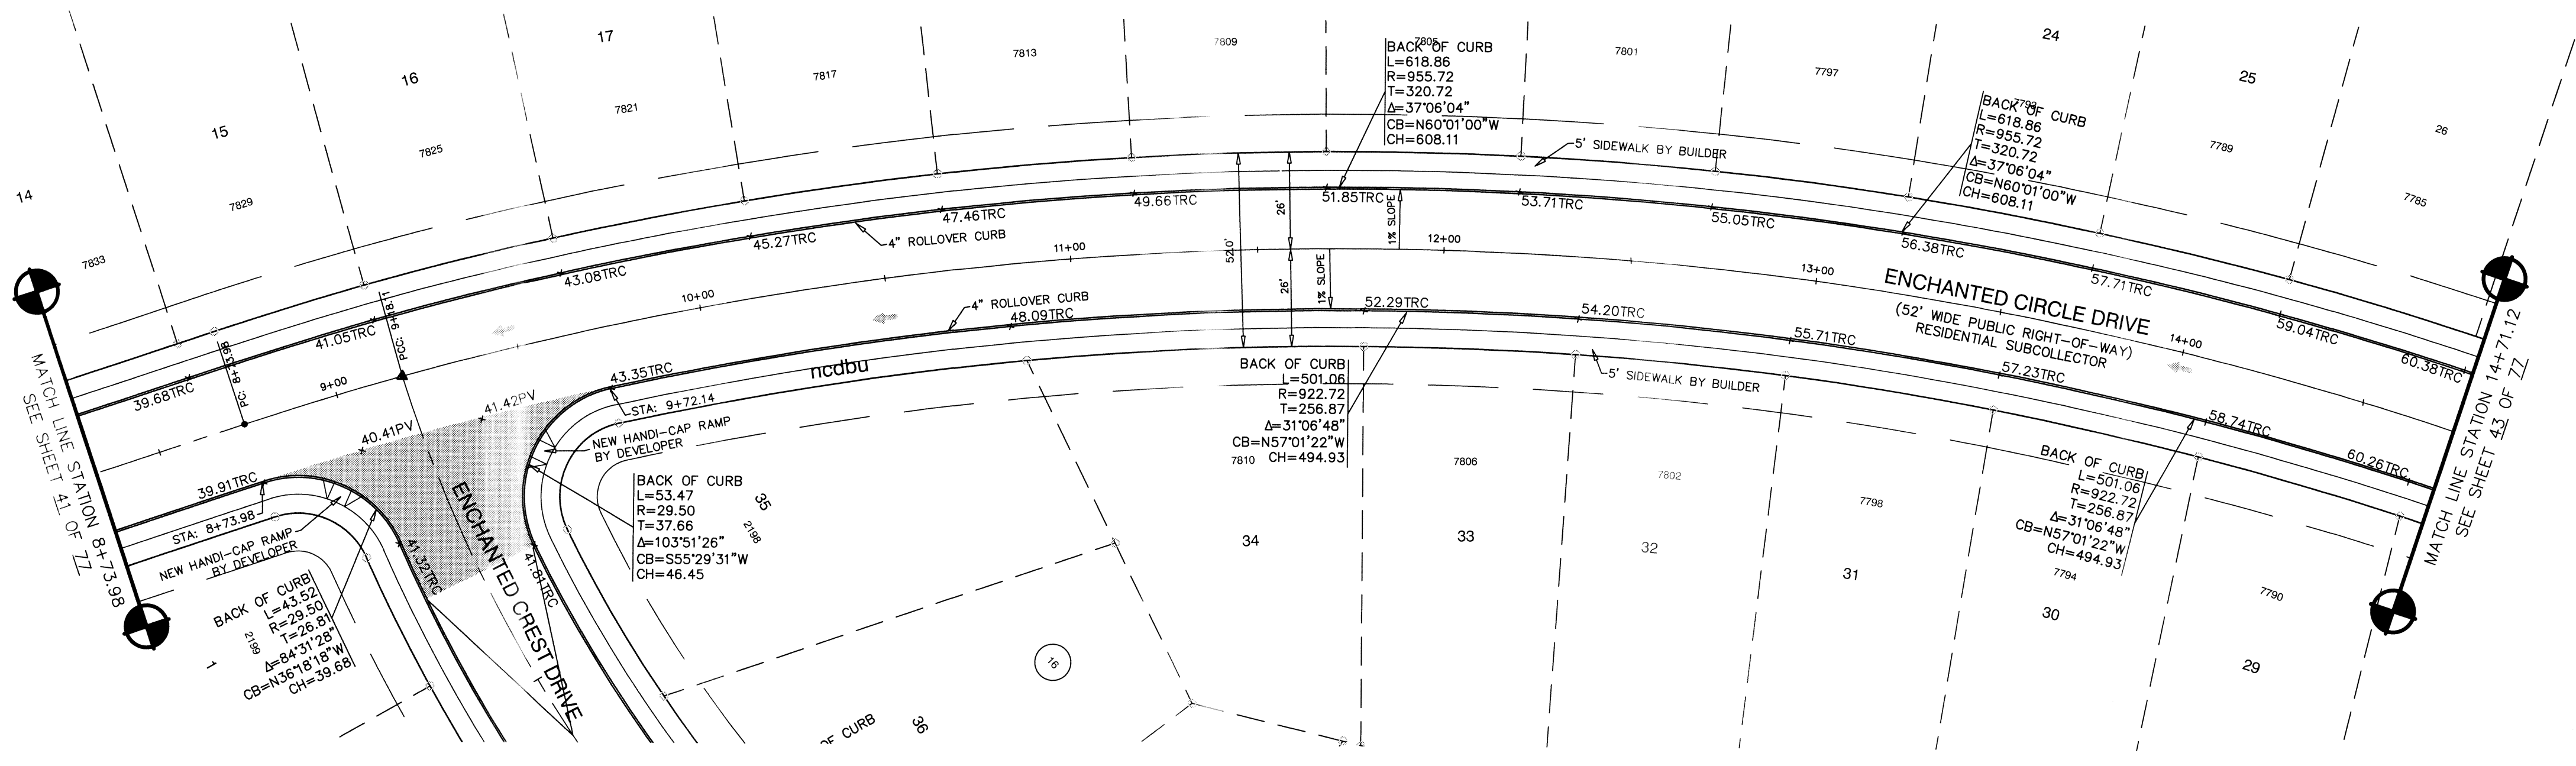 14
15
16
17
24
25
26
7833
7829
7825
7821
7817
7813
7809
7805
7801
7797
7793
7789
7785
BACK OF CURB
L=618.86
R=955.72
T=320.72
Δ=37°06'04"
CB=N60°01'00"W
CH=608.11
BACK OF CURB
L=618.86
R=955.72
T=320.72
Δ=37°06'04"
CB=N60°01'00"W
CH=608.11
5' SIDEWALK BY BUILDER
39.68TRC
41.05TRC
43.08TRC
45.27TRC
47.46TRC
49.66TRC
51.85TRC
53.71TRC
55.05TRC
56.38TRC
57.71TRC
59.04TRC
60.38TRC
4" ROLLOVER CURB
26'
52.0'
26'
1% SLOPE
1% SLOPE
PC: 8+73.98
PCC: 9+18.11
9+00
10+00
11+00
12+00
13+00
14+00
ENCHANTED CIRCLE DRIVE
(52' WIDE PUBLIC RIGHT-OF-WAY)
RESIDENTIAL SUBCOLLECTOR
4" ROLLOVER CURB
39.91TRC
40.41PV
41.42PV
43.35TRC
48.09TRC
52.29TRC
54.20TRC
55.71TRC
57.23TRC
58.74TRC
60.26TRC
ncdbu
STA: 9+72.14
STA: 8+73.98
NEW HANDI-CAP RAMP
BY DEVELOPER
NEW HANDI-CAP RAMP
BY DEVELOPER
5' SIDEWALK BY BUILDER
MATCH LINE STATION 8+73.98
SEE SHEET 41 OF 77
MATCH LINE STATION 14+71.12
SEE SHEET 43 OF 77
BACK OF CURB
L=43.52
R=29.50
T=26.81
Δ=84°31'28"
CB=N36°18'18"W
CH=39.68
2199
1
41.32TRC
41.81TRC
ENCHANTED CREST DRIVE
BACK OF CURB
L=53.47
R=29.50
T=37.66
Δ=103°51'26"
CB=S55°29'31"W
CH=46.45
35
2198
36
OF CURB
16
BACK OF CURB
L=501.06
R=922.72
T=256.87
Δ=31°06'48"
CB=N57°01'22"W
CH=494.93
7810
34
7806
33
7802
32
7798
31
BACK OF CURB
L=501.06
R=922.72
T=256.87
Δ=31°06'48"
CB=N57°01'22"W
CH=494.93
7794
30
7790
29